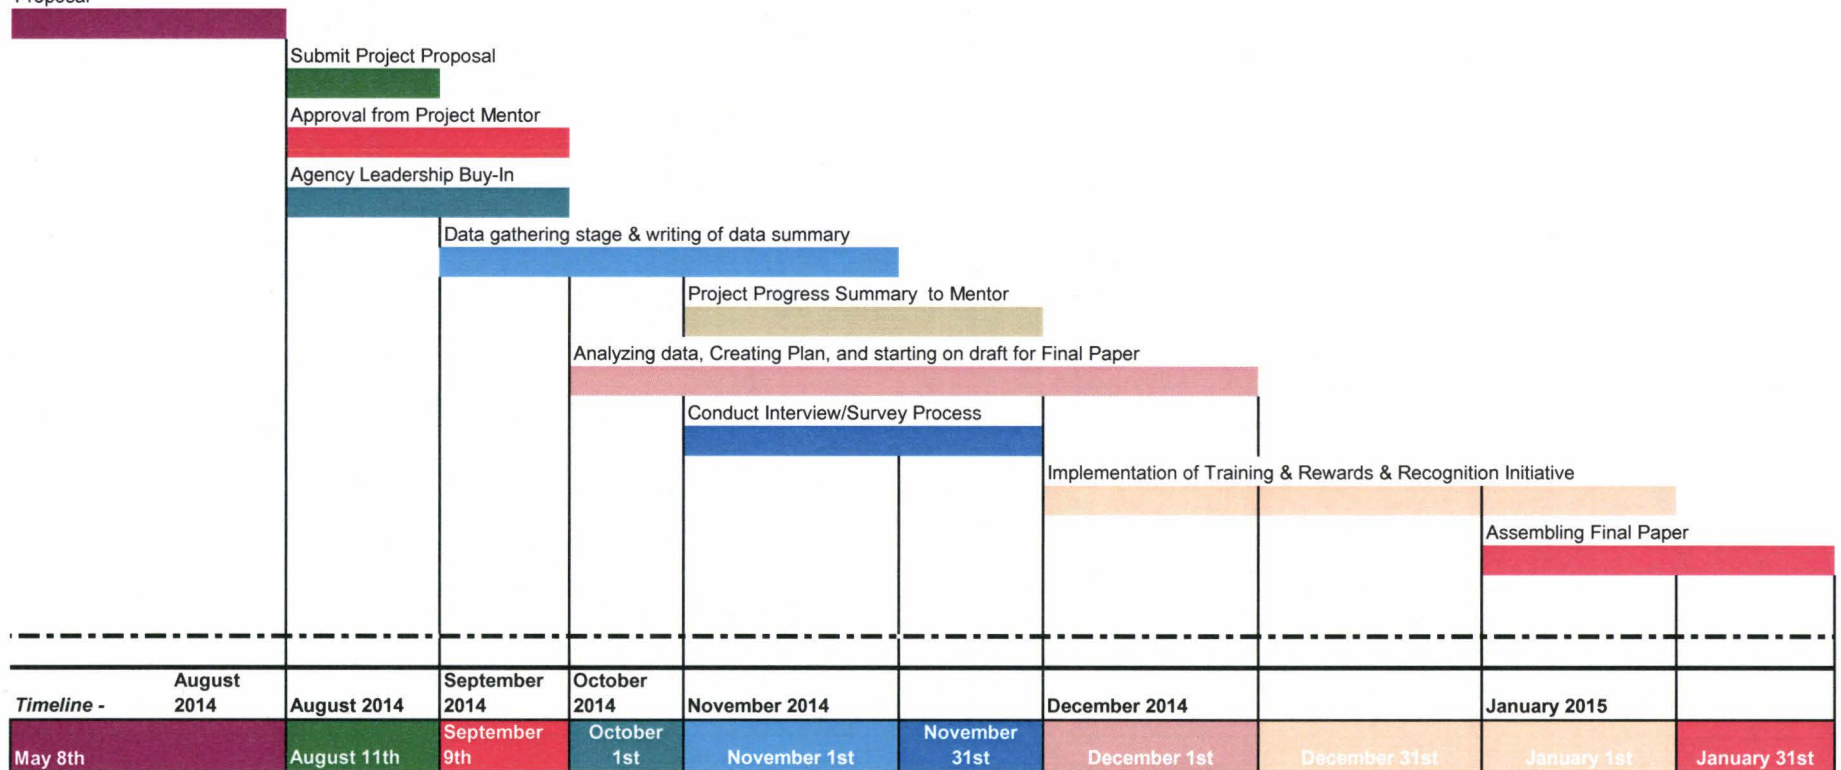 Proposal
Submit Project Proposal
Approval from Project Mentor
Agency Leadership Buy-In
Data gathering stage & writing of data summary
Project Progress Summary to Mentor
Analyzing data, Creating Plan, and starting on draft for Final Paper
Conduct Interview/Survey Process
Implementation of Training & Rewards & Recognition Initiative
Assembling Final Paper
Timeline - August 2014
August 2014
September 2014
October 2014
November 2014
December 2014
January 2015
May 8th
August 11th
September 9th
October 1st
November 1st
November 31st
December 1st
December 31st
January 1st
January 31st